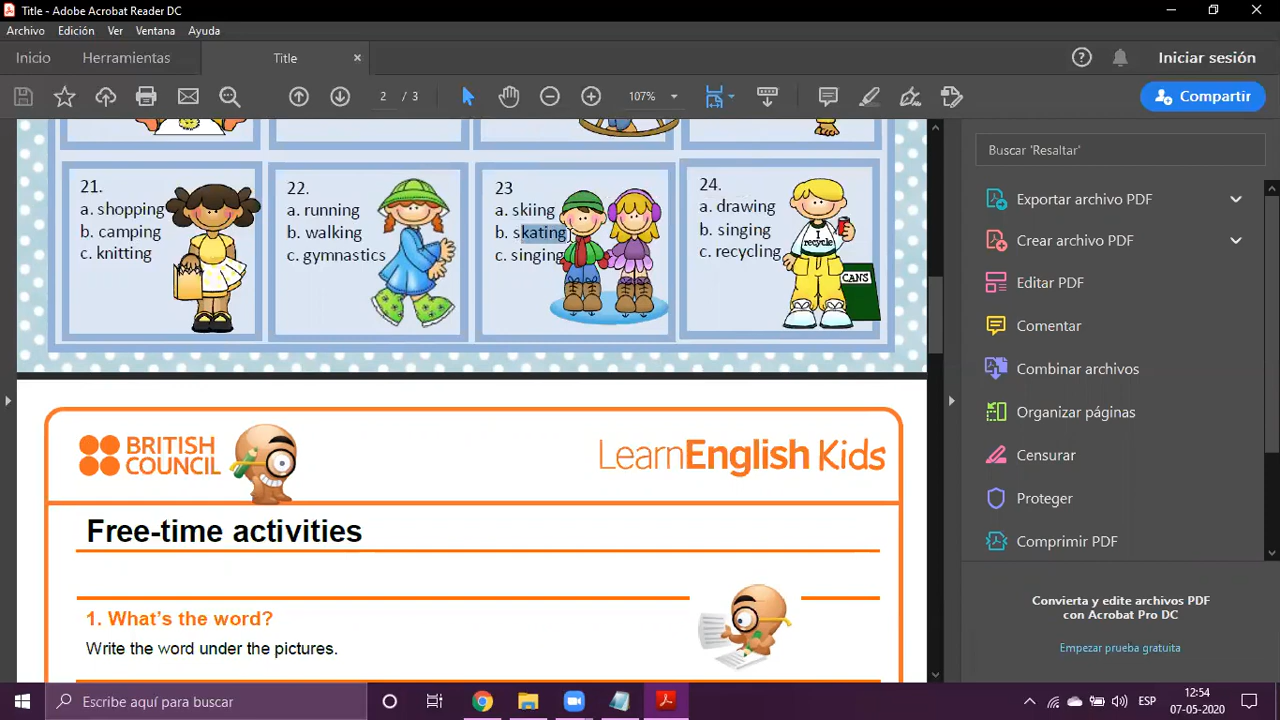 Title - Adobe Acrobat Reader DC
Archivo Edición Ver Ventana Ayuda
Inicio Herramientas Title × Iniciar sesión
2 / 3 107% Compartir
Buscar 'Resaltar'
Exportar archivo PDF
Crear archivo PDF
Editar PDF
Comentar
Combinar archivos
Organizar páginas
Censurar
Proteger
Comprimir PDF
Convierta y edite archivos PDF
con Acrobat Pro DC
Empezar prueba gratuita
21.
a. shopping
b. camping
c. knitting
22.
a. running
b. walking
c. gymnastics
23
a. skiing
b. skating
c. singing
24.
a. drawing
b. singing
c. recycling
I
recycle
CANS
BRITISH
COUNCIL
LearnEnglish Kids
Free-time activities
1. What's the word?
Write the word under the pictures.
Escribe aquí para buscar
ESP
12:54
07-05-2020